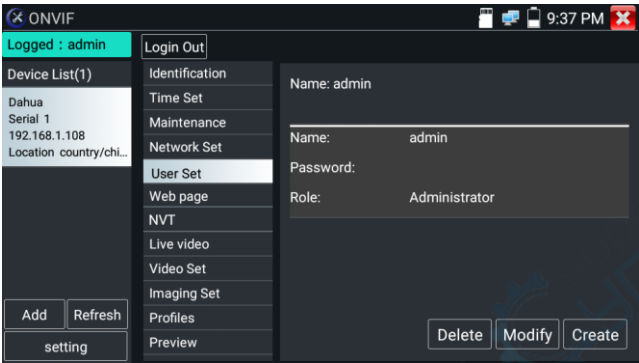 ONVIF
9:37 PM
Logged : admin
Login Out
Device List(1)
Dahua
Serial 1
192.168.1.108
Location country/chi...
Add
Refresh
setting
Identification
Time Set
Maintenance
Network Set
User Set
Web page
NVT
Live video
Video Set
Imaging Set
Profiles
Preview
Name: admin
Name: admin
Password:
Role: Administrator
Delete
Modify
Create